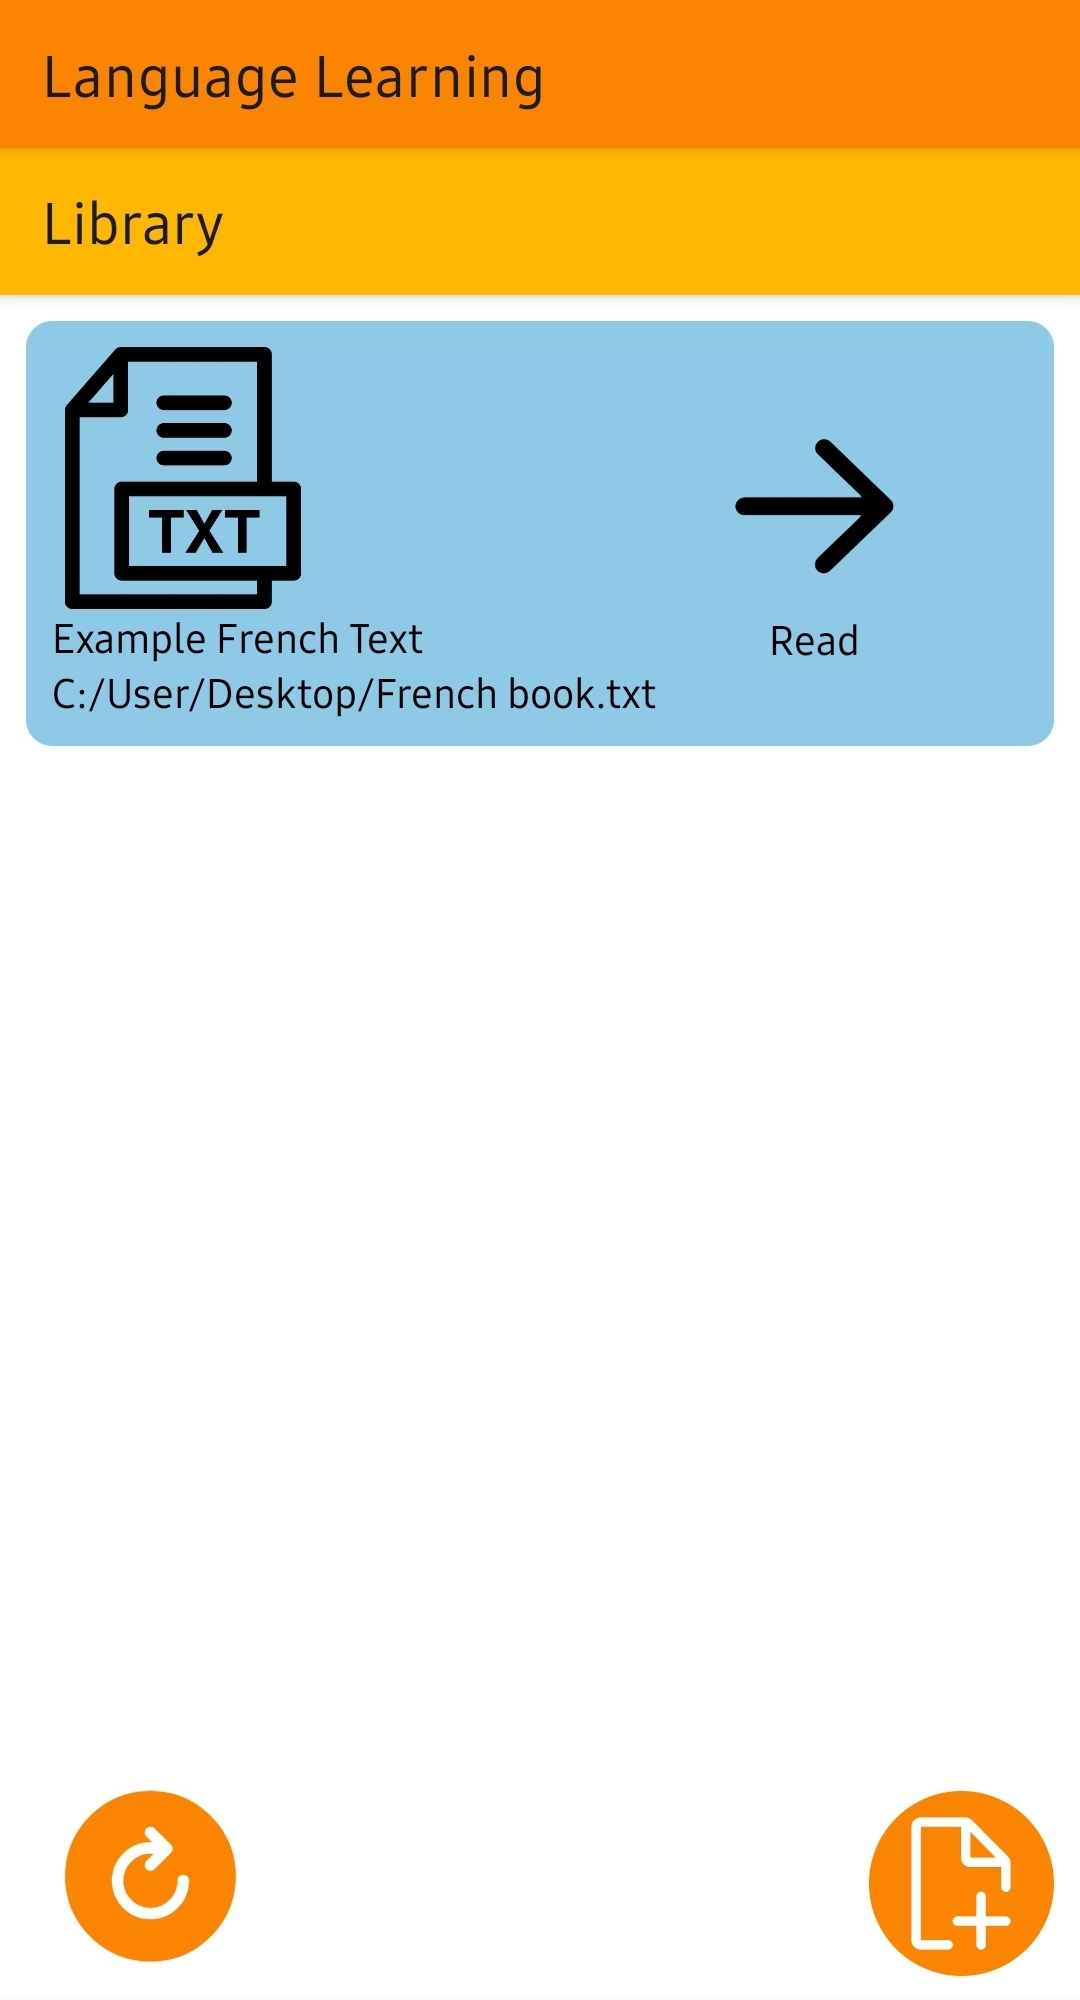 Language Learning
Library
TXT
Example French Text
Read
C:/User/Desktop/French book.txt